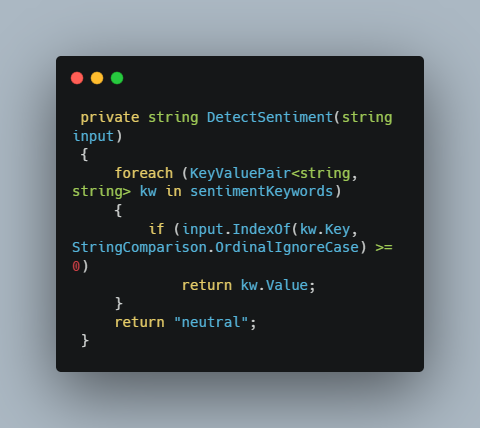 private string DetectSentiment(string
input)
{
foreach (KeyValuePair<string,
string> kw in sentimentKeywords)
{
if (input.IndexOf(kw.Key,
StringComparison.OrdinalIgnoreCase) >=
0)
return kw.Value;
}
return "neutral";
}